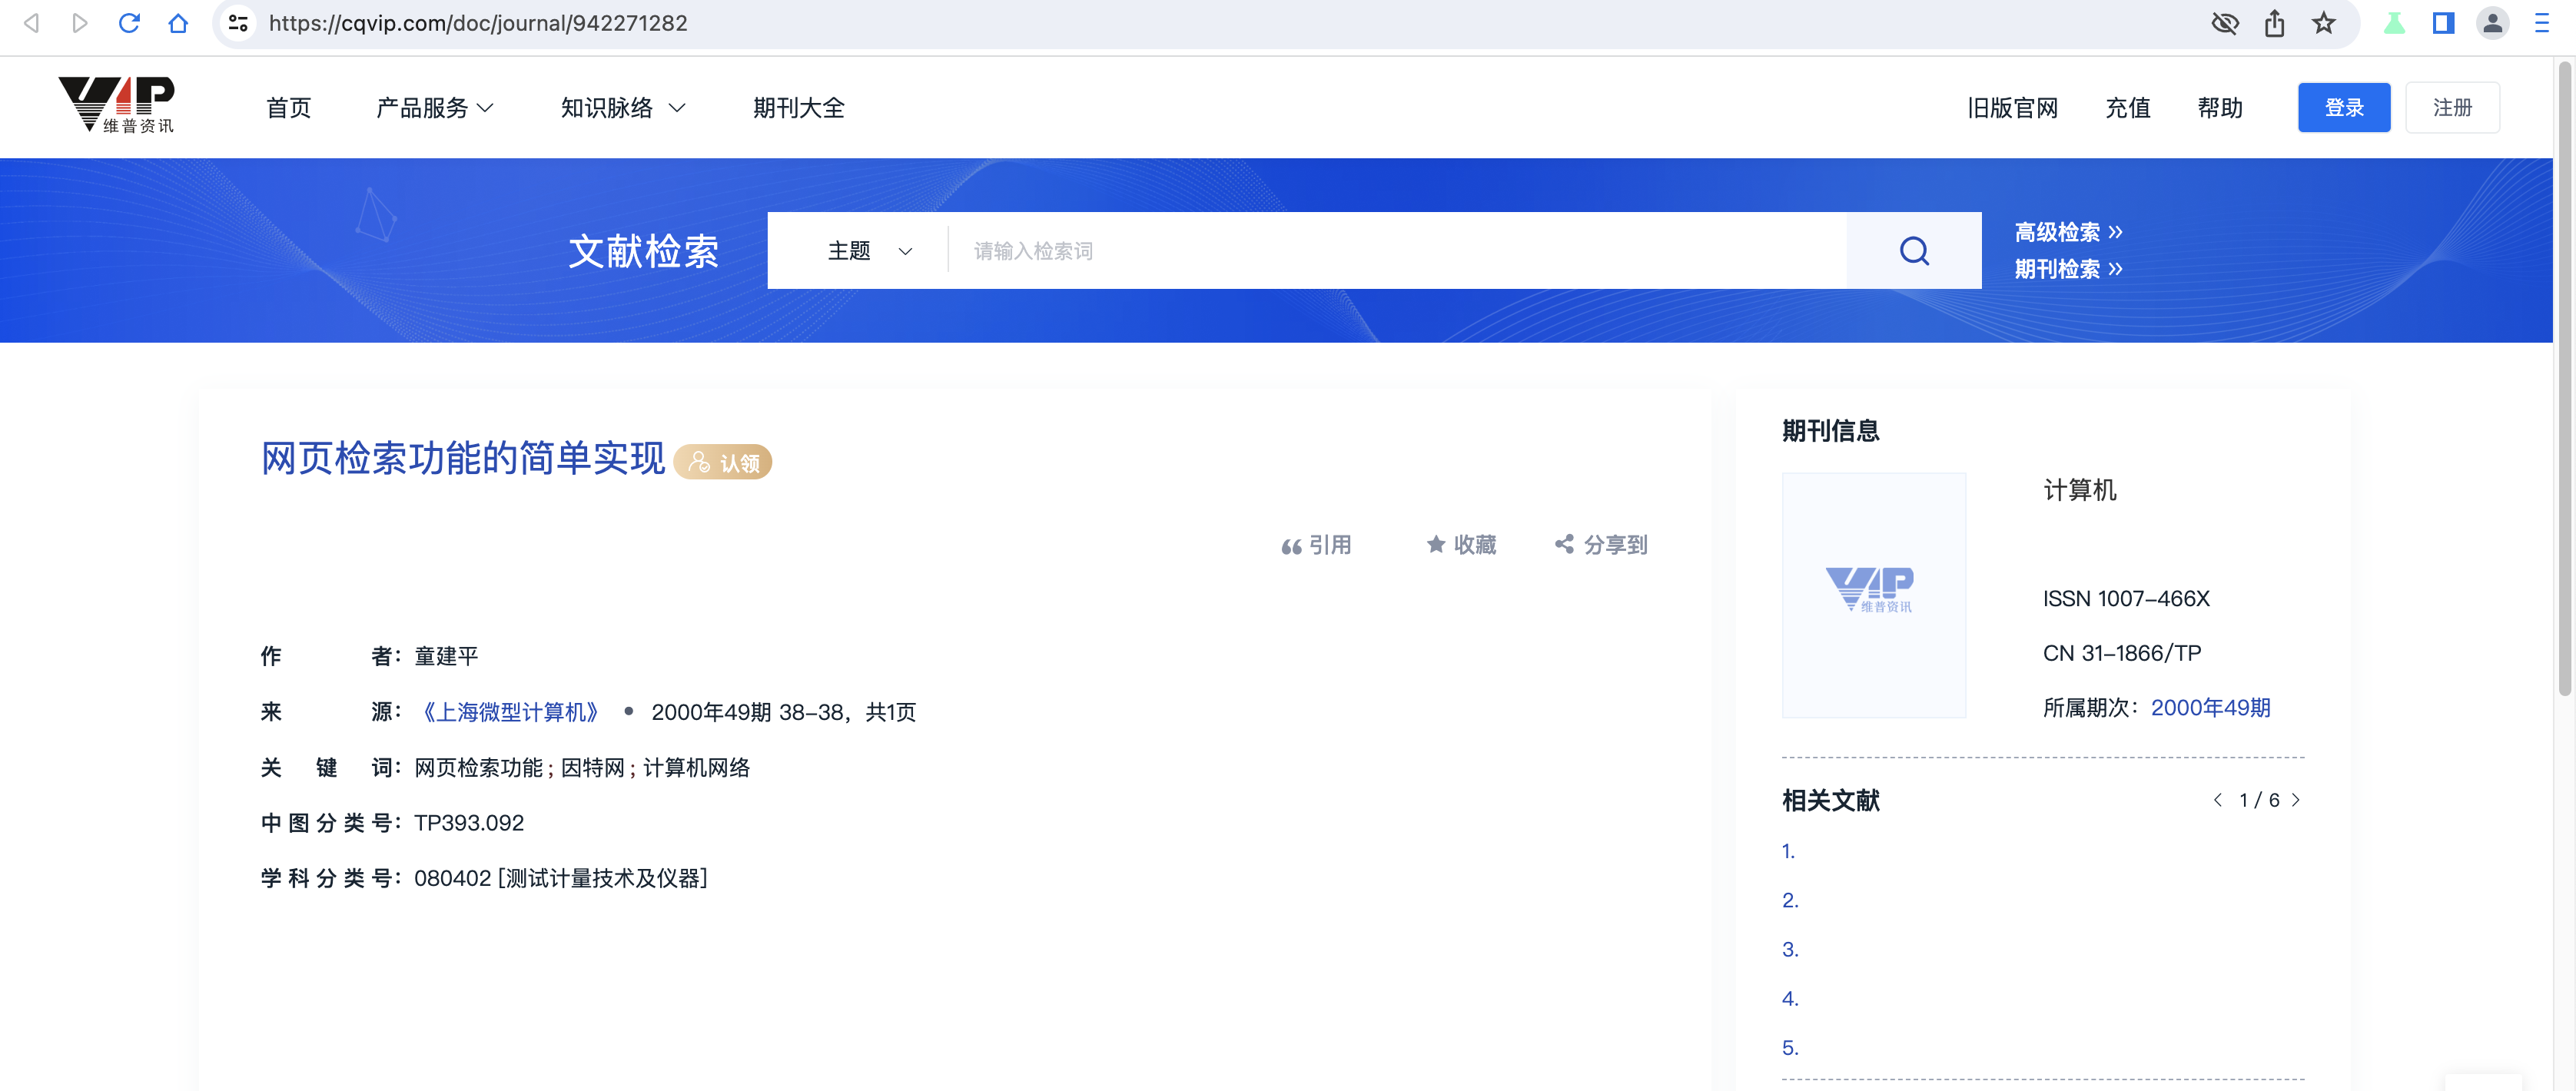 https://cqvip.com/doc/journal/942271282
VIP 维普资讯 首页 产品服务 知识脉络 期刊大全 旧版官网 充值 帮助 登录 注册
文献检索 主题 请输入检索词
高级检索 »
期刊检索 »
网页检索功能的简单实现 认领
引用 收藏 分享到
作者：童建平
来源：《上海微型计算机》 • 2000年49期 38-38，共1页
关键词：网页检索功能；因特网；计算机网络
中图分类号：TP393.092
学科分类号：080402 [测试计量技术及仪器]
期刊信息
VIP 维普资讯
计算机
ISSN 1007-466X
CN 31-1866/TP
所属期次：2000年49期
相关文献 < 1 / 6 >
1.
2.
3.
4.
5.